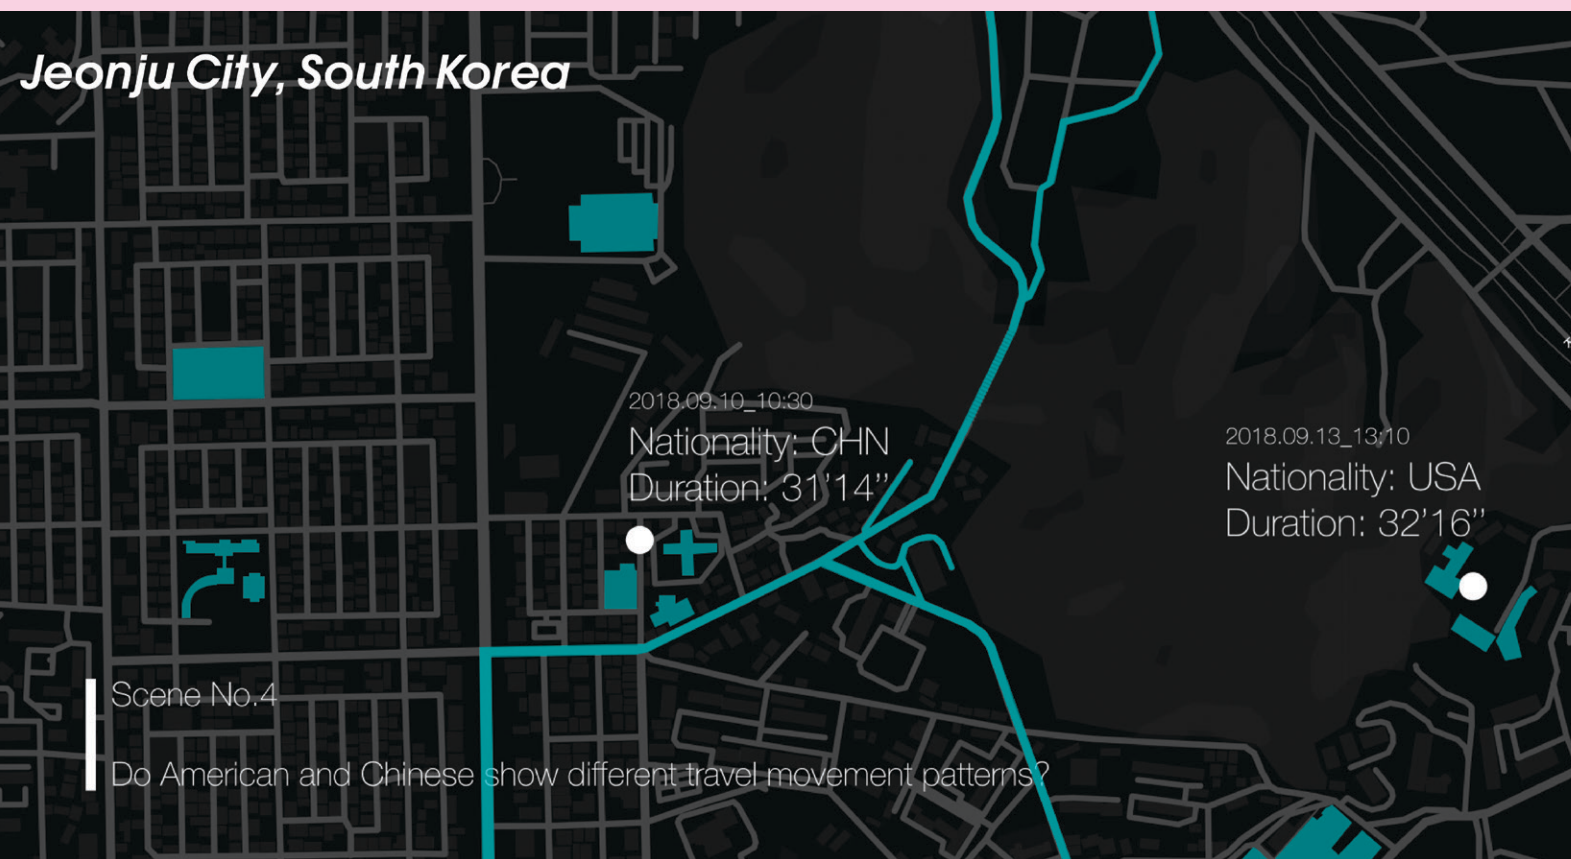 Jeonju City, South Korea
2018.09.10_10:30
Nationality: CHN
Duration: 31'14''
2018.09.13_13:10
Nationality: USA
Duration: 32'16''
Scene No.4
Do American and Chinese show different travel movement patterns?